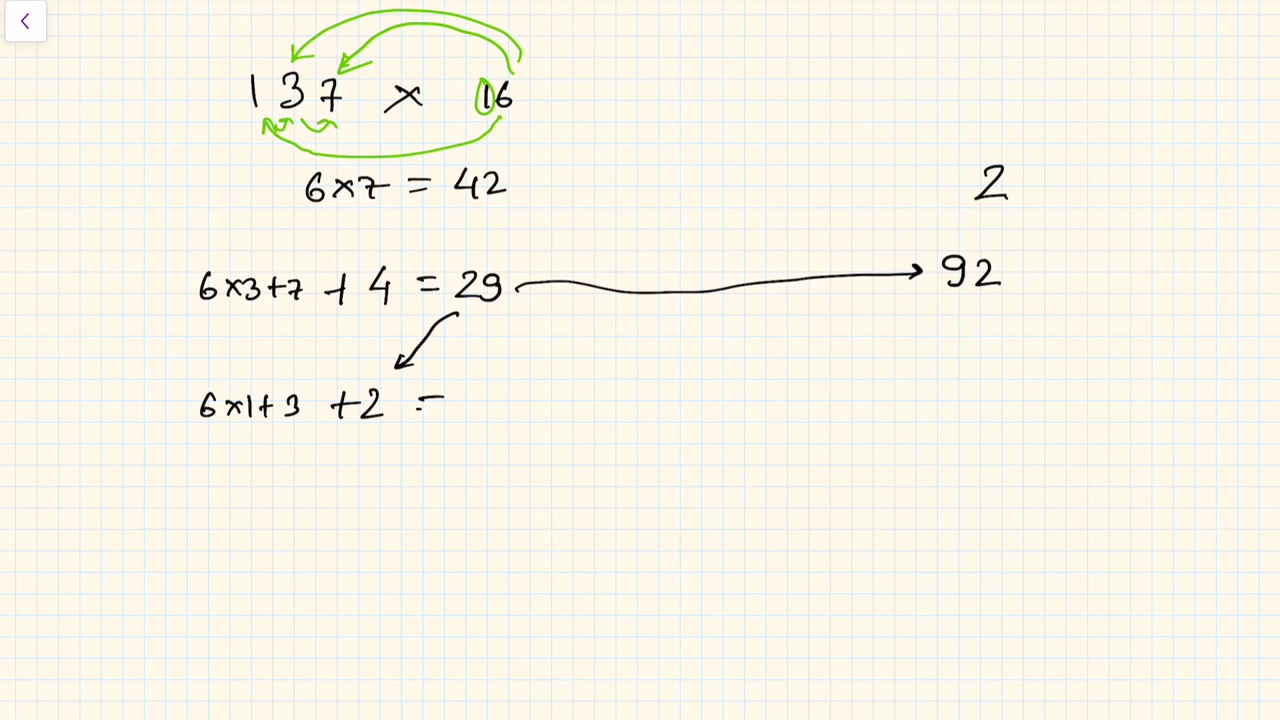 137 × 16
6×7 = 42
2
6×3+7 + 4 = 29 → 92
6×1+3 +2 =